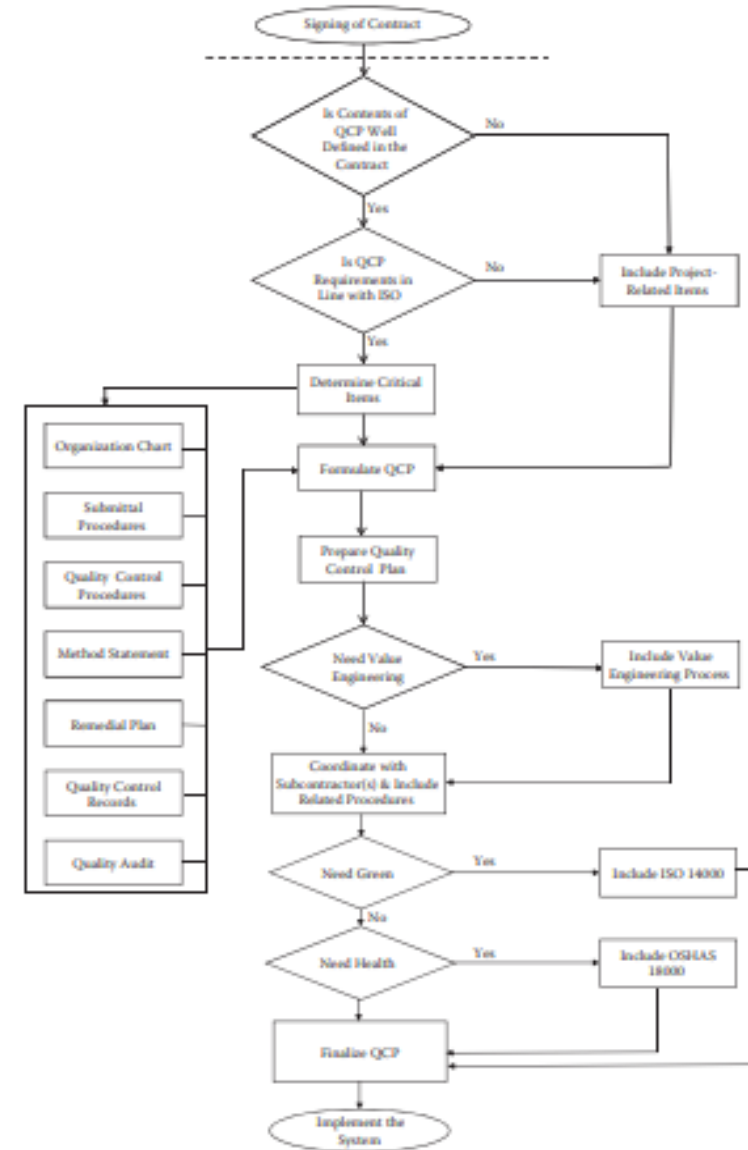 Signing of Contract
Is Contents of
QCP Well
Defined in the
Contract
No
Yes
Is QCP
Requirements in
Line with ISO
No
Include Project-
Related Items
Yes
Determine Critical
Items
Organization Chart
Formulate QCP
Submittal
Procedures
Prepare Quality
Control Plan
Quality Control
Procedures
Method Statement
Need Value
Engineering
Yes
Include Value
Engineering Process
Remedial Plan
No
Quality Control
Records
Coordinate with
Subcontractor(s) & Include
Related Procedures
Quality Audit
Need Green
Yes
Include ISO 14000
No
Need Health
Yes
Include OSHAS
18000
Finalize QCP
Implement the
System